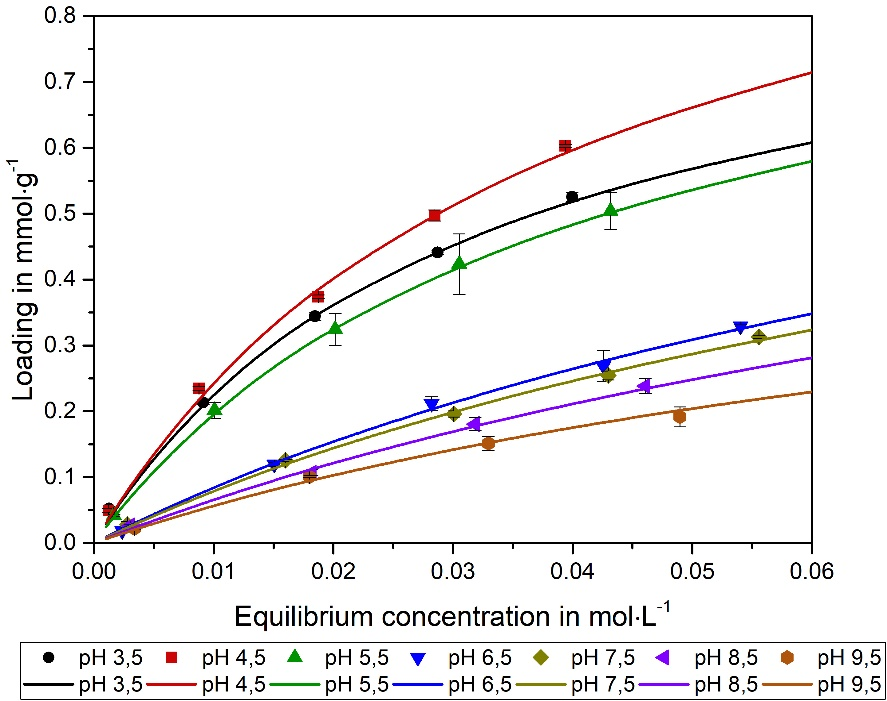 0.8
0.7
0.6
0.5
0.4
0.3
0.2
0.1
0.0
Loading in mmol·g⁻¹
0.00 0.01 0.02 0.03 0.04 0.05 0.06
Equilibrium concentration in mol·L⁻¹
pH 3,5 pH 4,5 pH 5,5 pH 6,5 pH 7,5 pH 8,5 pH 9,5
pH 3,5 pH 4,5 pH 5,5 pH 6,5 pH 7,5 pH 8,5 pH 9,5